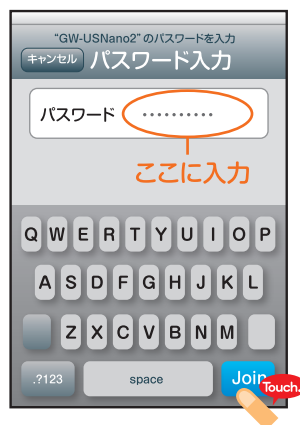 “GW-USNano2”のパスワードを入力
キャンセル パスワード入力
パスワード ••••••••••
ここに入力
Q W E R T Y U I O P
A S D F G H J K L
Z X C V B N M
.?123 space Join
Touch.